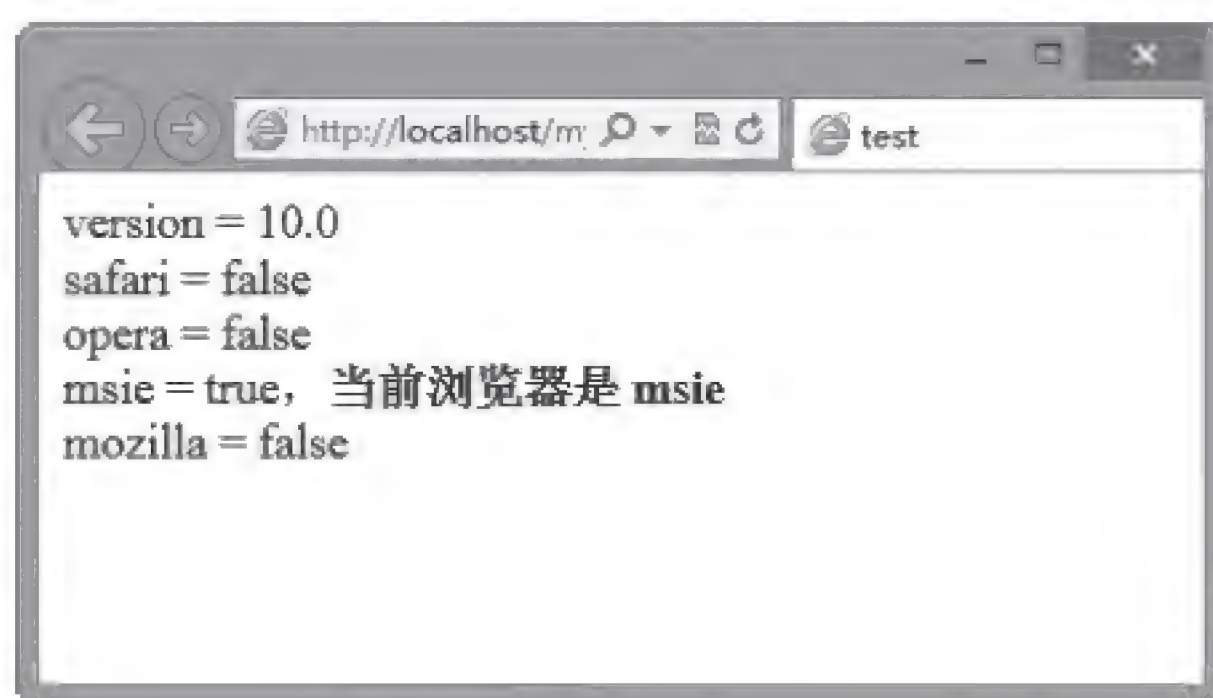 http://localhost/m
test
version = 10.0
safari = false
opera = false
msie = true，当前浏览器是 msie
mozilla = false